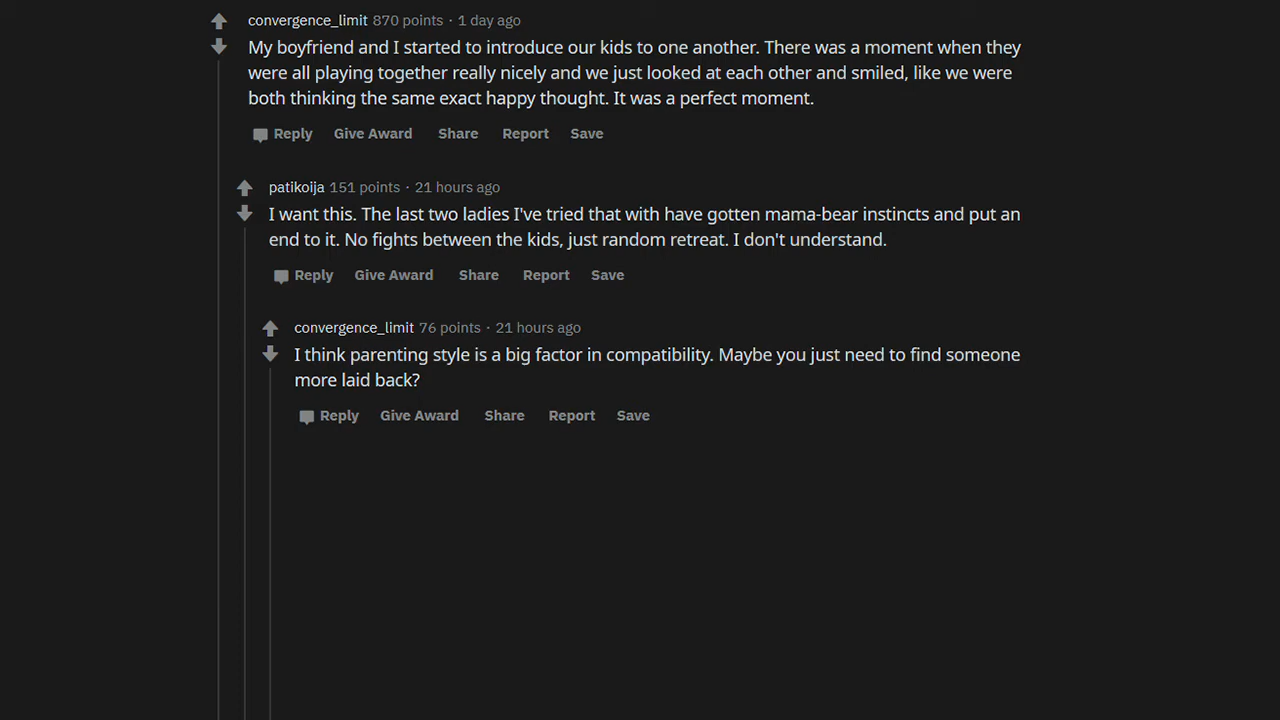 convergence_limit 870 points · 1 day ago
My boyfriend and I started to introduce our kids to one another. There was a moment when they
were all playing together really nicely and we just looked at each other and smiled, like we were
both thinking the same exact happy thought. It was a perfect moment.
Reply Give Award Share Report Save
patikoija 151 points · 21 hours ago
I want this. The last two ladies I've tried that with have gotten mama-bear instincts and put an
end to it. No fights between the kids, just random retreat. I don't understand.
Reply Give Award Share Report Save
convergence_limit 76 points · 21 hours ago
I think parenting style is a big factor in compatibility. Maybe you just need to find someone
more laid back?
Reply Give Award Share Report Save